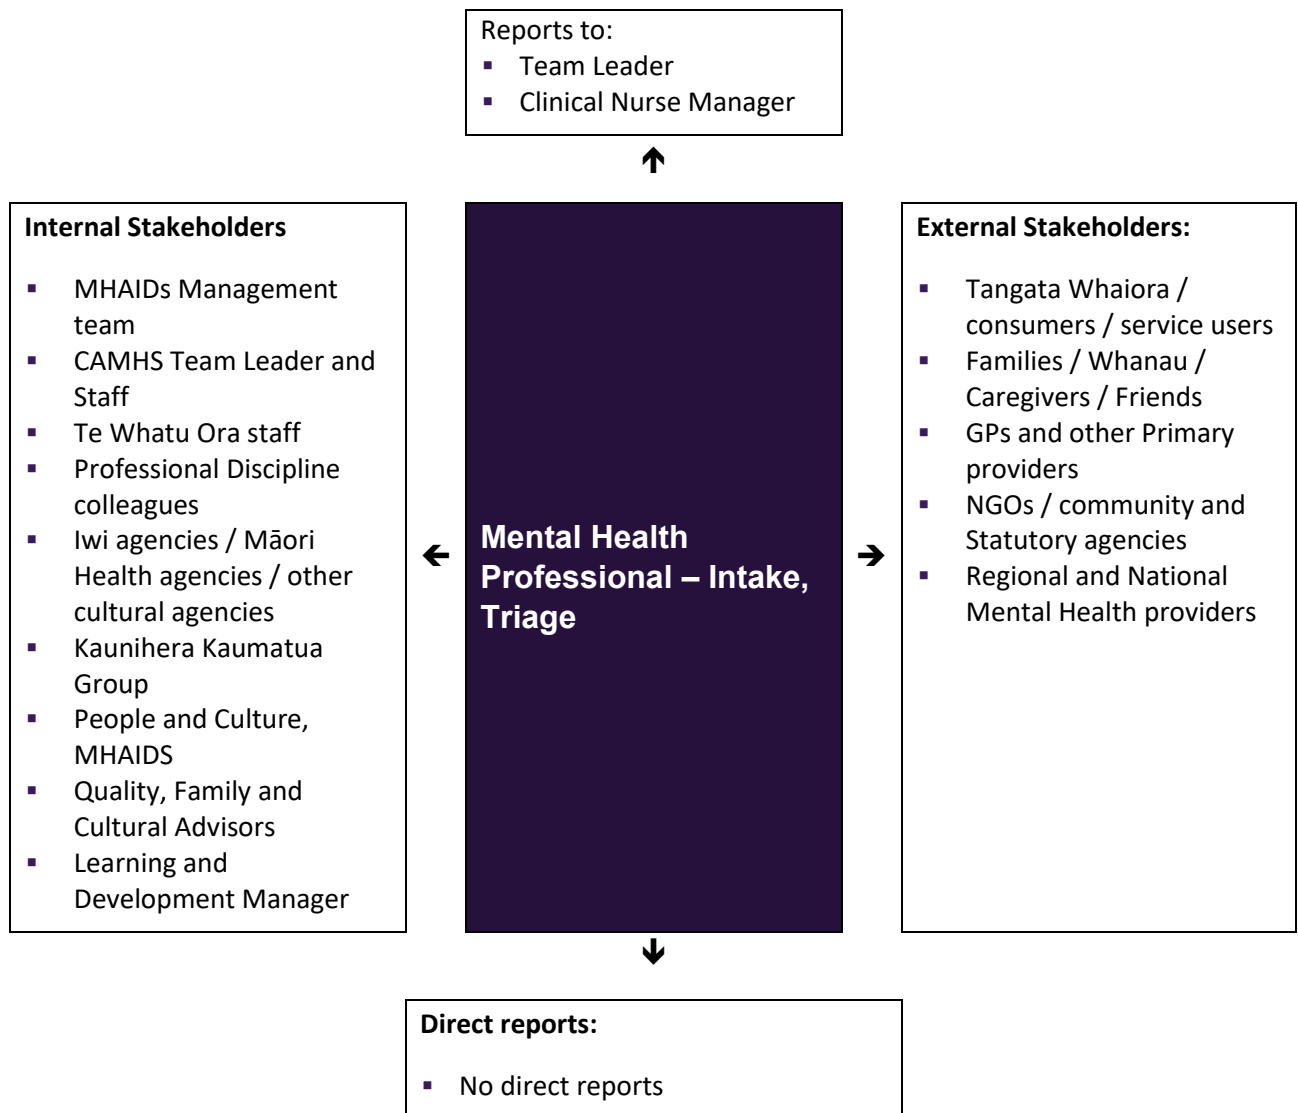 Reports to:
▪ Team Leader
▪ Clinical Nurse Manager
Internal Stakeholders
▪ MHAIDs Management
team
▪ CAMHS Team Leader and
Staff
▪ Te Whatu Ora staff
▪ Professional Discipline
colleagues
▪ Iwi agencies / Māori
Health agencies / other
cultural agencies
▪ Kaunihera Kaumatua
Group
▪ People and Culture,
MHAIDS
▪ Quality, Family and
Cultural Advisors
▪ Learning and
Development Manager
Mental Health
Professional – Intake,
Triage
External Stakeholders:
▪ Tangata Whaiora /
consumers / service users
▪ Families / Whanau /
Caregivers / Friends
▪ GPs and other Primary
providers
▪ NGOs / community and
Statutory agencies
▪ Regional and National
Mental Health providers
Direct reports:
▪ No direct reports